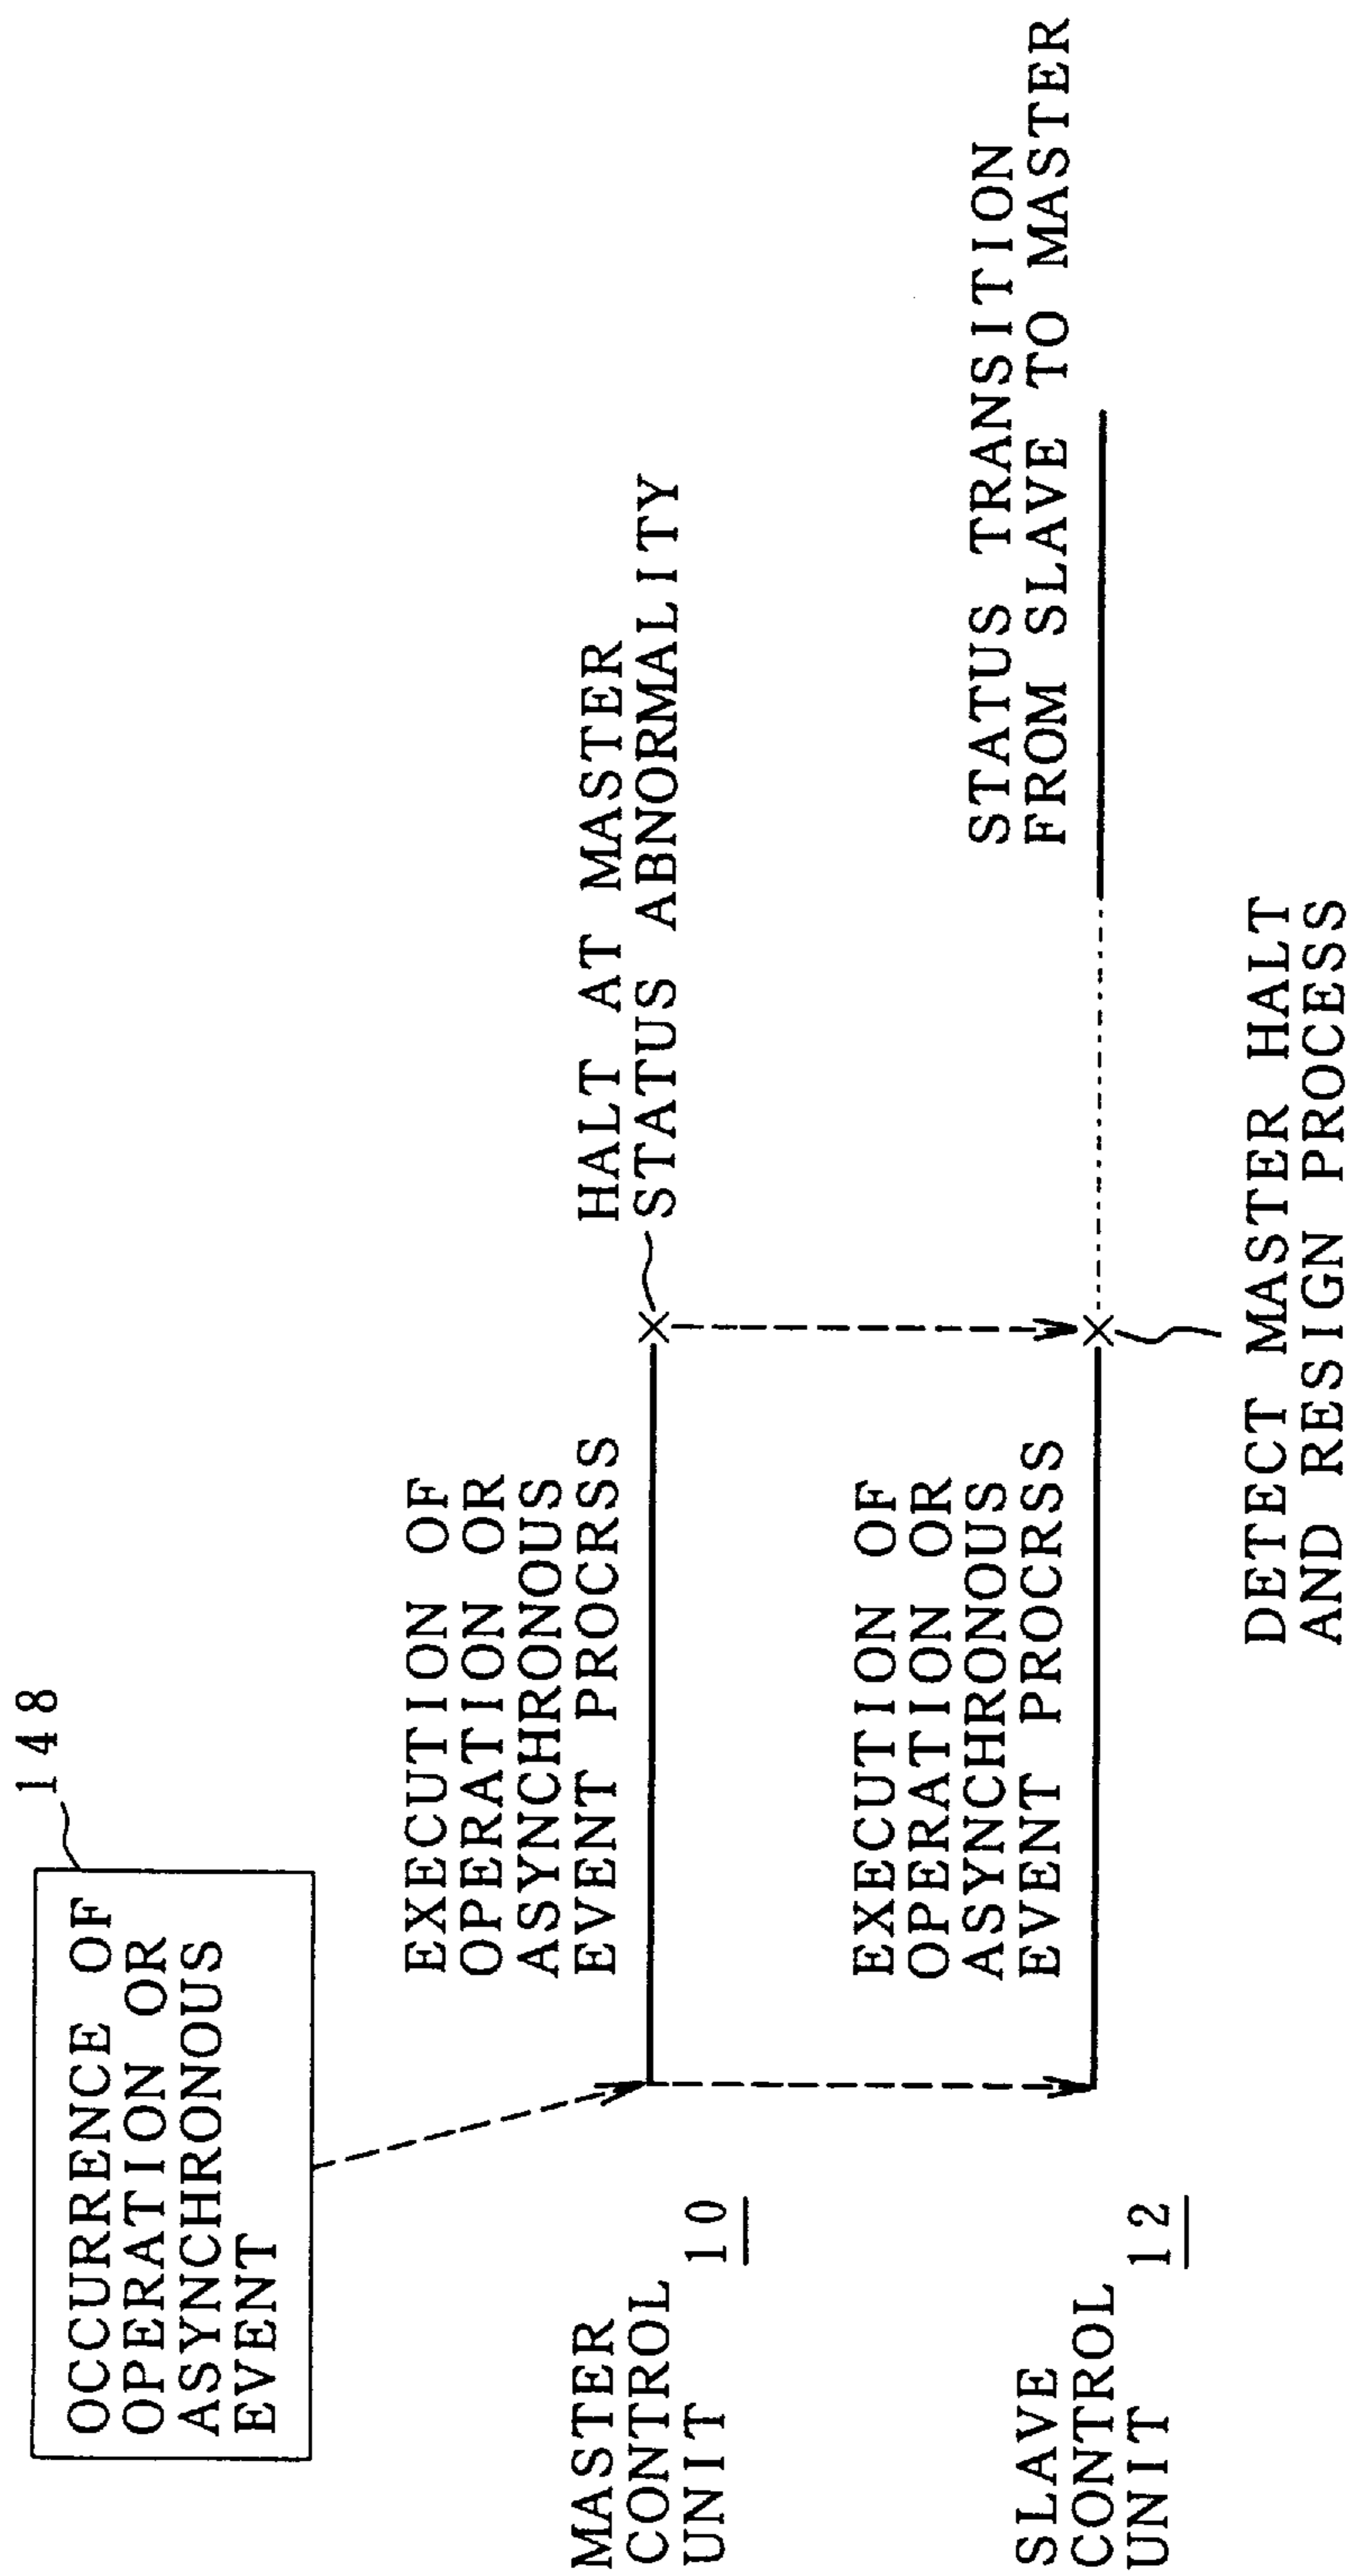 OCCURRENCE OF
OPERATION OR
ASYNCHRONOUS
EVENT
148
MASTER
CONTROL
UNIT
10
EXECUTION OF
OPERATION OR
ASYNCHRONOUS
EVENT PROCRSS
HALT AT MASTER
STATUS ABNORMALITY
SLAVE
CONTROL
UNIT
12
EXECUTION OF
OPERATION OR
ASYNCHRONOUS
EVENT PROCRSS
STATUS TRANSITION
FROM SLAVE TO MASTER
DETECT MASTER HALT
AND RESIGN PROCESS